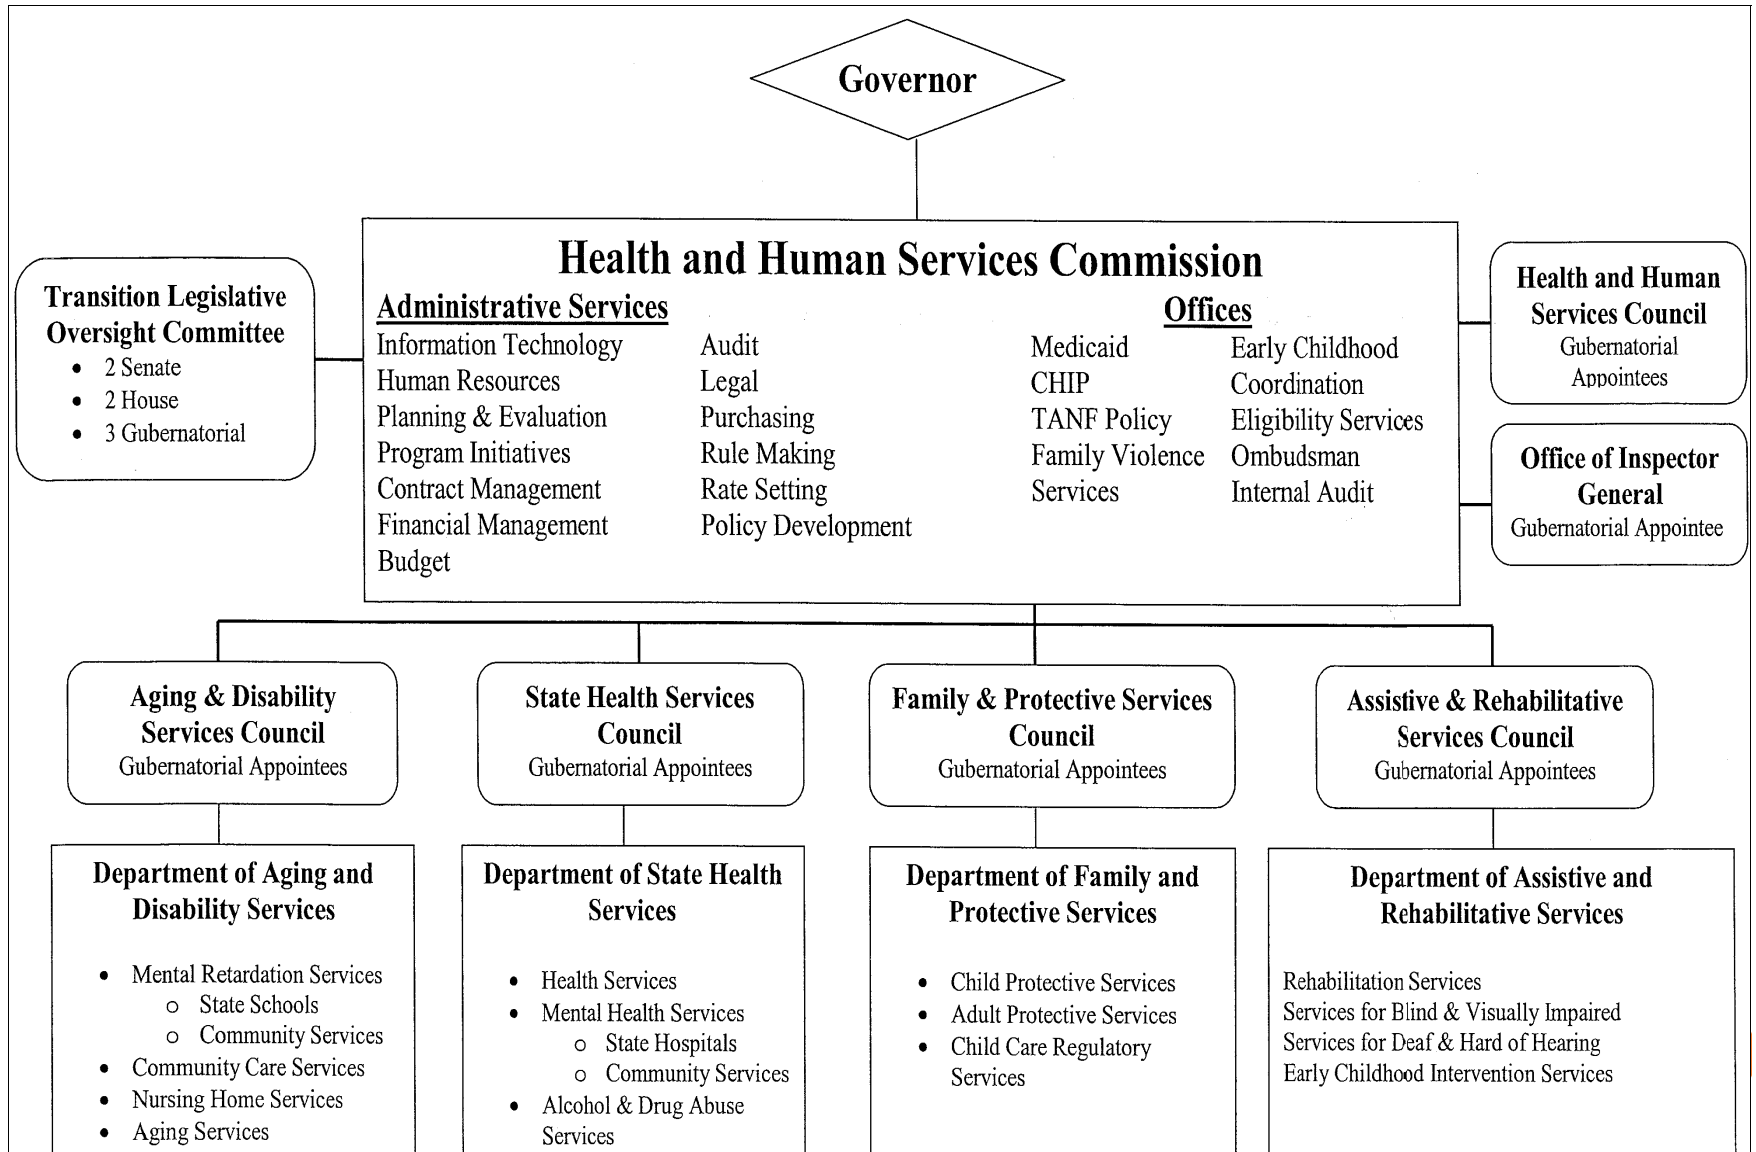 Governor
Health and Human Services Commission
Administrative Services
Information Technology
Human Resources
Planning & Evaluation
Program Initiatives
Contract Management
Financial Management
Budget
Audit
Legal
Purchasing
Rule Making
Rate Setting
Policy Development
Offices
Medicaid
CHIP
TANF Policy
Family Violence
Services
Early Childhood
Coordination
Eligibility Services
Ombudsman
Internal Audit
Transition Legislative
Oversight Committee
• 2 Senate
• 2 House
• 3 Gubernatorial
Health and Human
Services Council
Gubernatorial
Appointees
Office of Inspector
General
Gubernatorial Appointee
Aging & Disability
Services Council
Gubernatorial Appointees
State Health Services
Council
Gubernatorial Appointees
Family & Protective Services
Council
Gubernatorial Appointees
Assistive & Rehabilitative
Services Council
Gubernatorial Appointees
Department of Aging and
Disability Services
• Mental Retardation Services
o State Schools
o Community Services
• Community Care Services
• Nursing Home Services
• Aging Services
Department of State Health
Services
• Health Services
• Mental Health Services
o State Hospitals
o Community Services
• Alcohol & Drug Abuse
Services
Department of Family and
Protective Services
• Child Protective Services
• Adult Protective Services
• Child Care Regulatory
Services
Department of Assistive and
Rehabilitative Services
Rehabilitation Services
Services for Blind & Visually Impaired
Services for Deaf & Hard of Hearing
Early Childhood Intervention Services